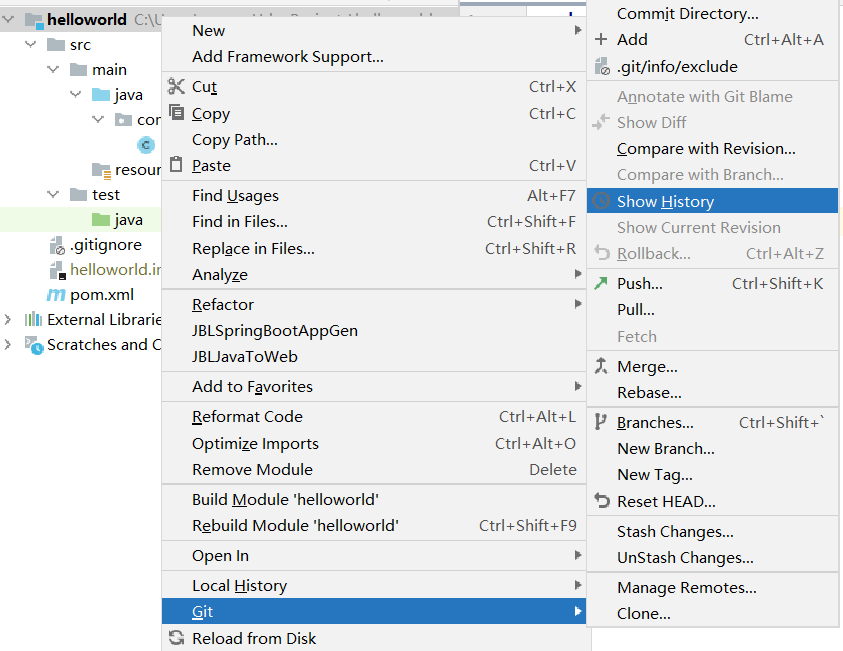 helloworld
src
main
java
resour
test
java
.gitignore
pom.xml
External Librarie
Scratches and C
New
Add Framework Support...
Cut Ctrl+X
Copy Ctrl+C
Copy Path...
Paste Ctrl+V
Find Usages Alt+F7
Find in Files... Ctrl+Shift+F
Replace in Files... Ctrl+Shift+R
Analyze
Refactor
JBLSpringBootAppGen
JBLJavaToWeb
Add to Favorites
Reformat Code Ctrl+Alt+L
Optimize Imports Ctrl+Alt+O
Remove Module Delete
Build Module 'helloworld'
Rebuild Module 'helloworld' Ctrl+Shift+F9
Open In
Local History
Git
Reload from Disk
Commit Directory...
Add Ctrl+Alt+A
.git/info/exclude
Annotate with Git Blame
Show Diff
Compare with Revision...
Compare with Branch...
Show History
Show Current Revision
Rollback... Ctrl+Alt+Z
Push... Ctrl+Shift+K
Pull...
Fetch
Merge...
Rebase...
Branches... Ctrl+Shift+`
New Branch...
New Tag...
Reset HEAD...
Stash Changes...
UnStash Changes...
Manage Remotes...
Clone...